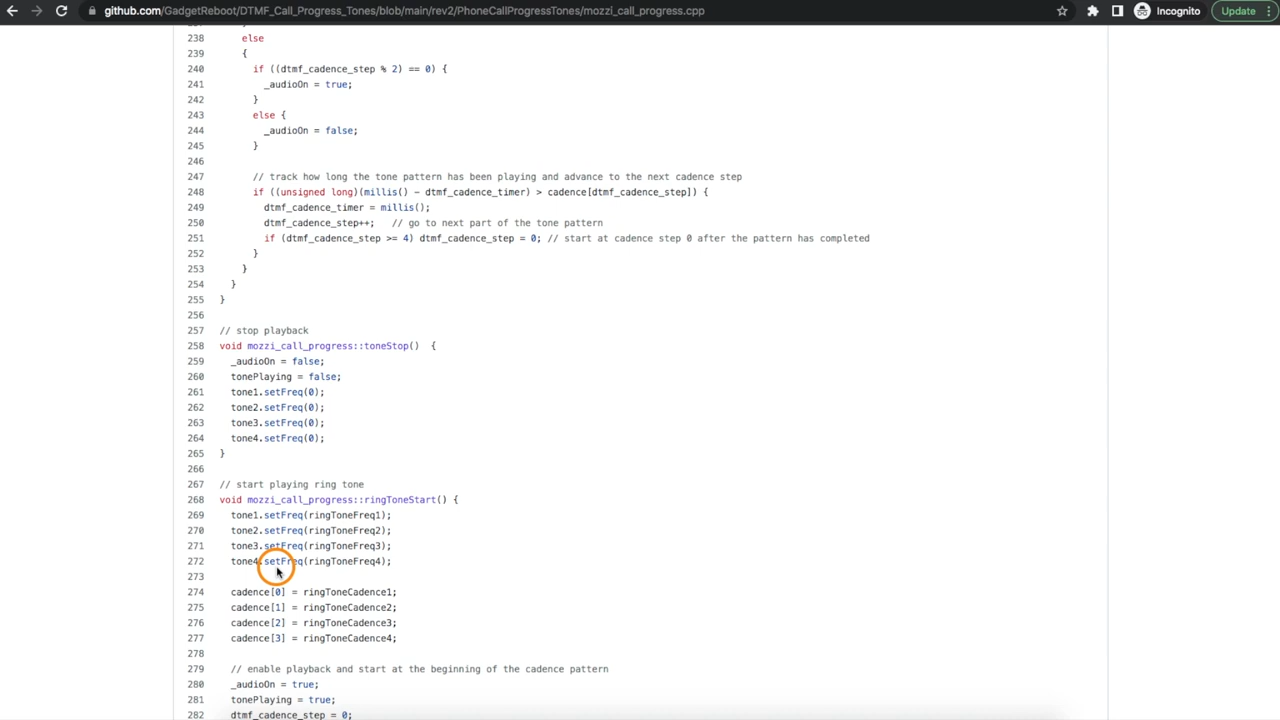 github.com/GadgetReboot/DTMF_Call_Progress_Tones/blob/main/rev2/PhoneCallProgressTones/mozzi_call_progress.cpp
Incognito
Update
238 else
239 {
240 if ((dtmf_cadence_step % 2) == 0) {
241 _audioOn = true;
242 }
243 else {
244 _audioOn = false;
245 }
246
247 // track how long the tone pattern has been playing and advance to the next cadence step
248 if ((unsigned long)(millis() - dtmf_cadence_timer) > cadence[dtmf_cadence_step]) {
249 dtmf_cadence_timer = millis();
250 dtmf_cadence_step++; // go to next part of the tone pattern
251 if (dtmf_cadence_step >= 4) dtmf_cadence_step = 0; // start at cadence step 0 after the pattern has completed
252 }
253 }
254 }
255 }
256
257 // stop playback
258 void mozzi_call_progress::toneStop() {
259 _audioOn = false;
260 tonePlaying = false;
261 tone1.setFreq(0);
262 tone2.setFreq(0);
263 tone3.setFreq(0);
264 tone4.setFreq(0);
265 }
266
267 // start playing ring tone
268 void mozzi_call_progress::ringToneStart() {
269 tone1.setFreq(ringToneFreq1);
270 tone2.setFreq(ringToneFreq2);
271 tone3.setFreq(ringToneFreq3);
272 tone4.setFreq(ringToneFreq4);
273
274 cadence[0] = ringToneCadence1;
275 cadence[1] = ringToneCadence2;
276 cadence[2] = ringToneCadence3;
277 cadence[3] = ringToneCadence4;
278
279 // enable playback and start at the beginning of the cadence pattern
280 _audioOn = true;
281 tonePlaying = true;
282 dtmf_cadence_step = 0;